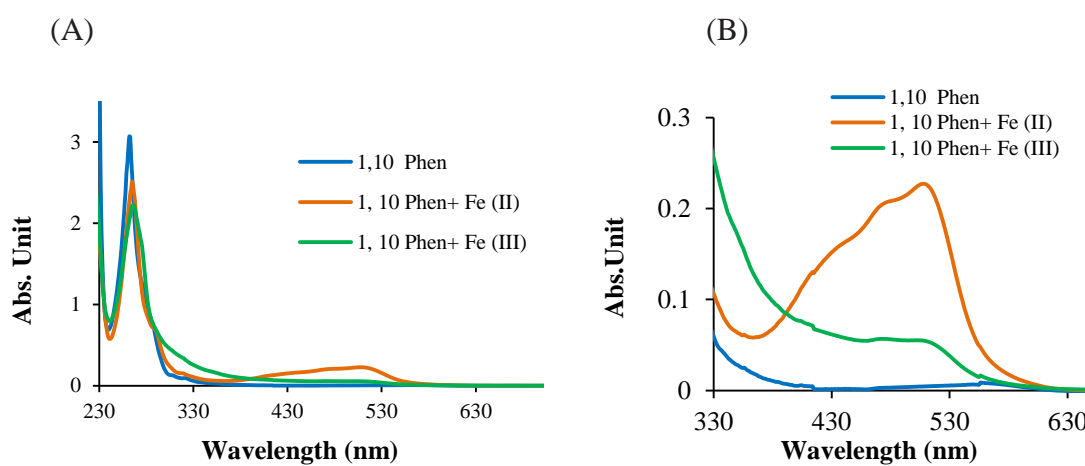 (A)
(B)
1,10 Phen
1, 10 Phen+ Fe (II)
1, 10 Phen+ Fe (III)
3
2
1
0
Abs. Unit
230
330
430
530
630
Wavelength (nm)
1,10 Phen
1, 10 Phen+ Fe (II)
1, 10 Phen+ Fe (III)
0.3
0.2
0.1
0
Abs.Unit
330
430
530
630
Wavelength (nm)